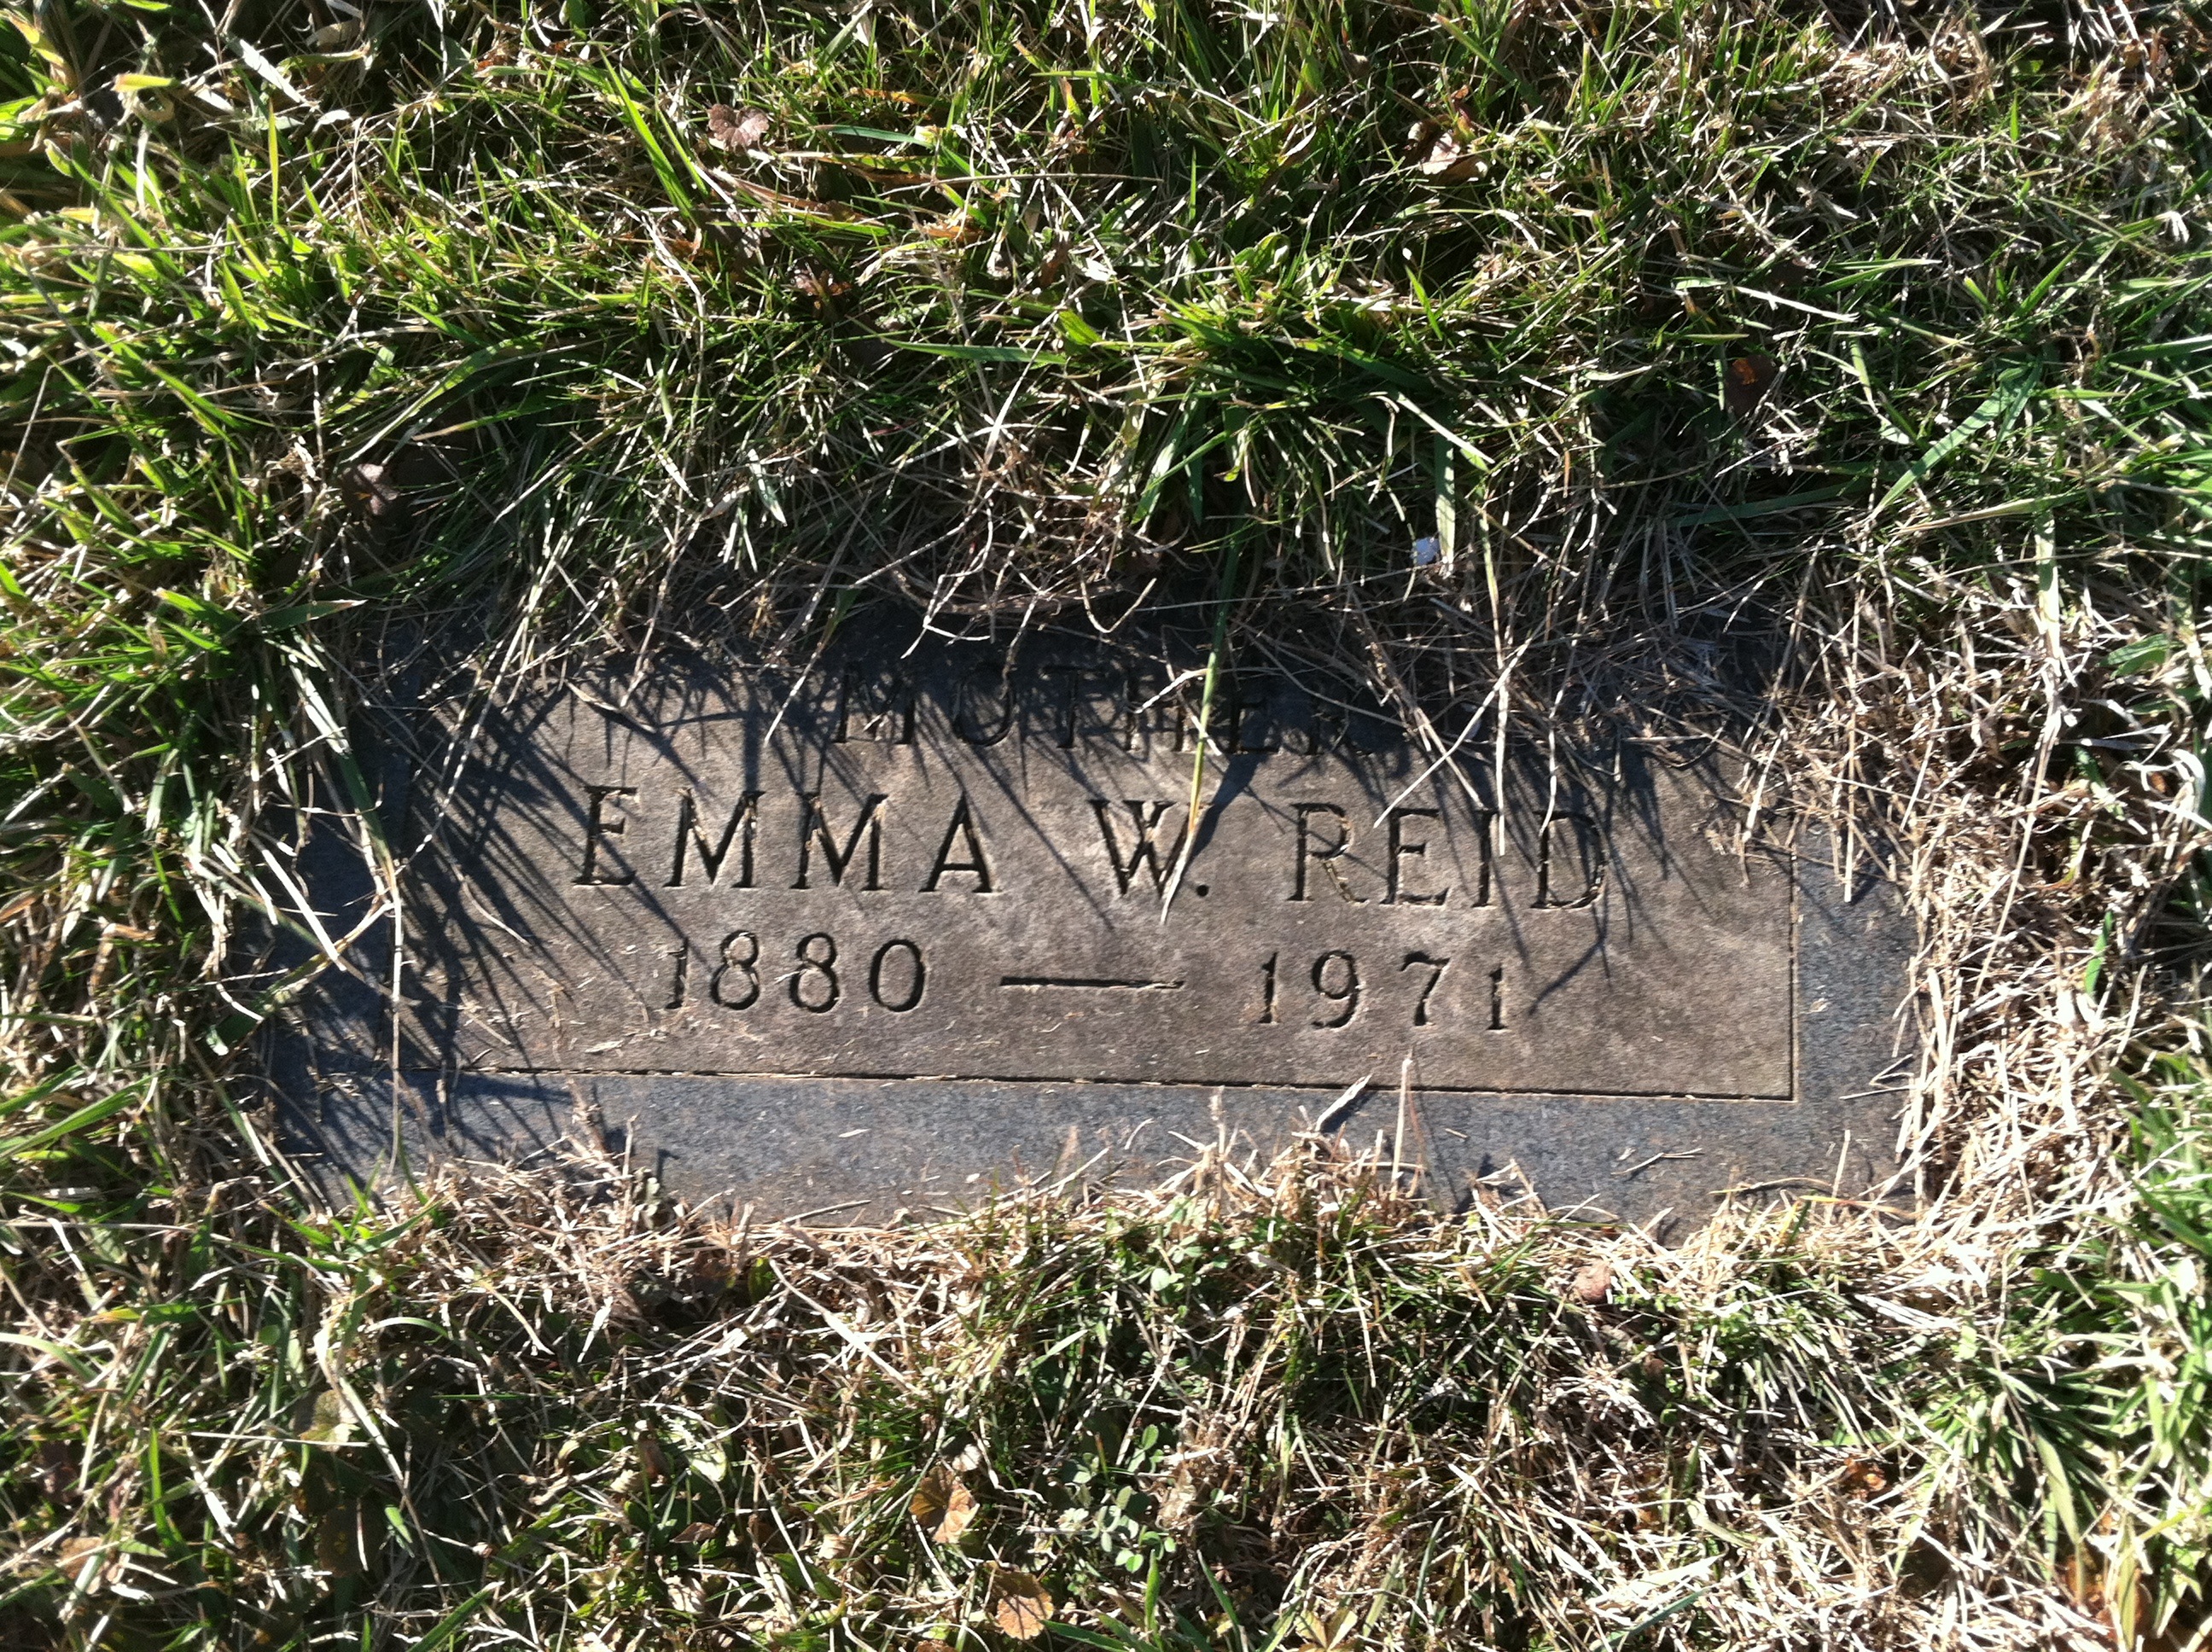 MOTHER
EMMA W. REID
1880 — 1971